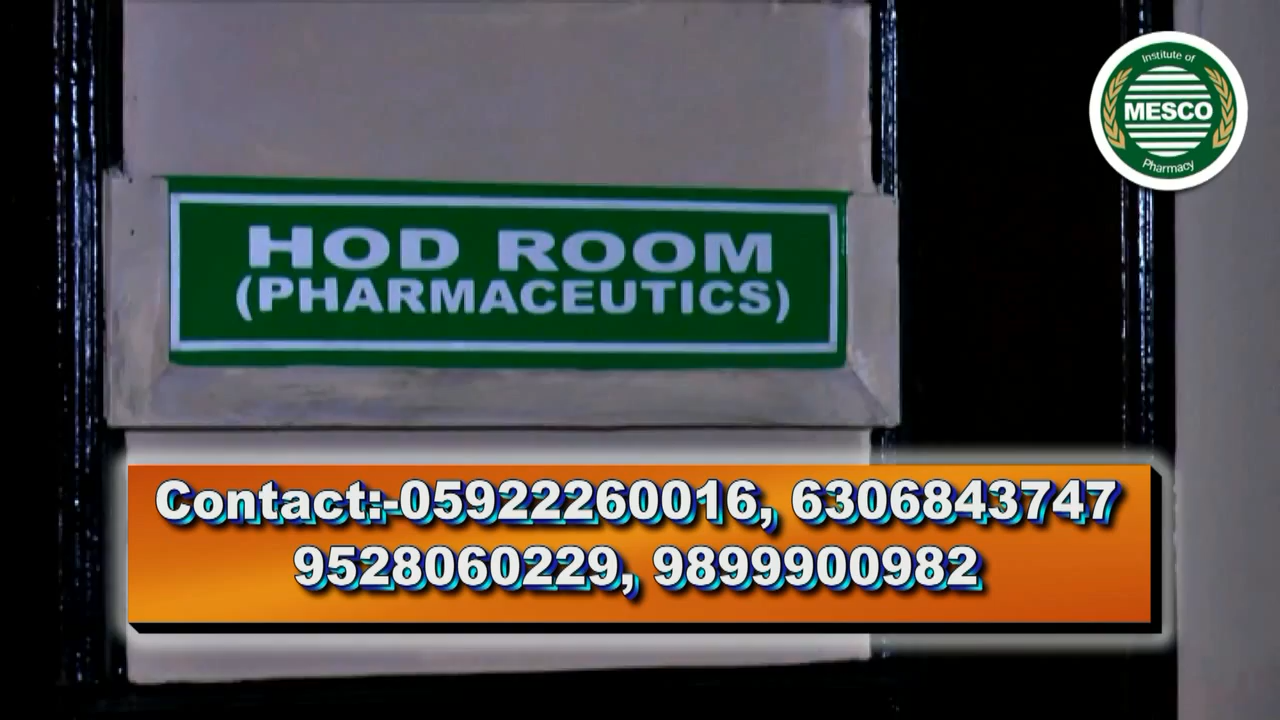 Institute of
MESCO
Pharmacy
HOD ROOM
(PHARMACEUTICS)
Contact:-05922260016, 6306843747
9528060229, 9899900982